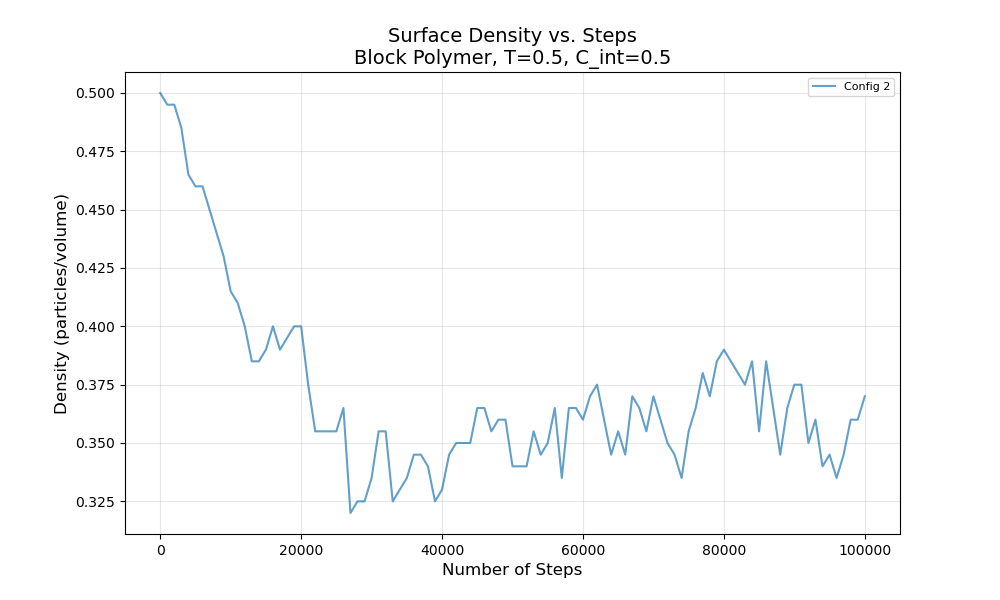 Surface Density vs. Steps
Block Polymer, T=0.5, C_int=0.5
Config 2
Density (particles/volume)
0.500
0.475
0.450
0.425
0.400
0.375
0.350
0.325
0
20000
40000
60000
80000
100000
Number of Steps